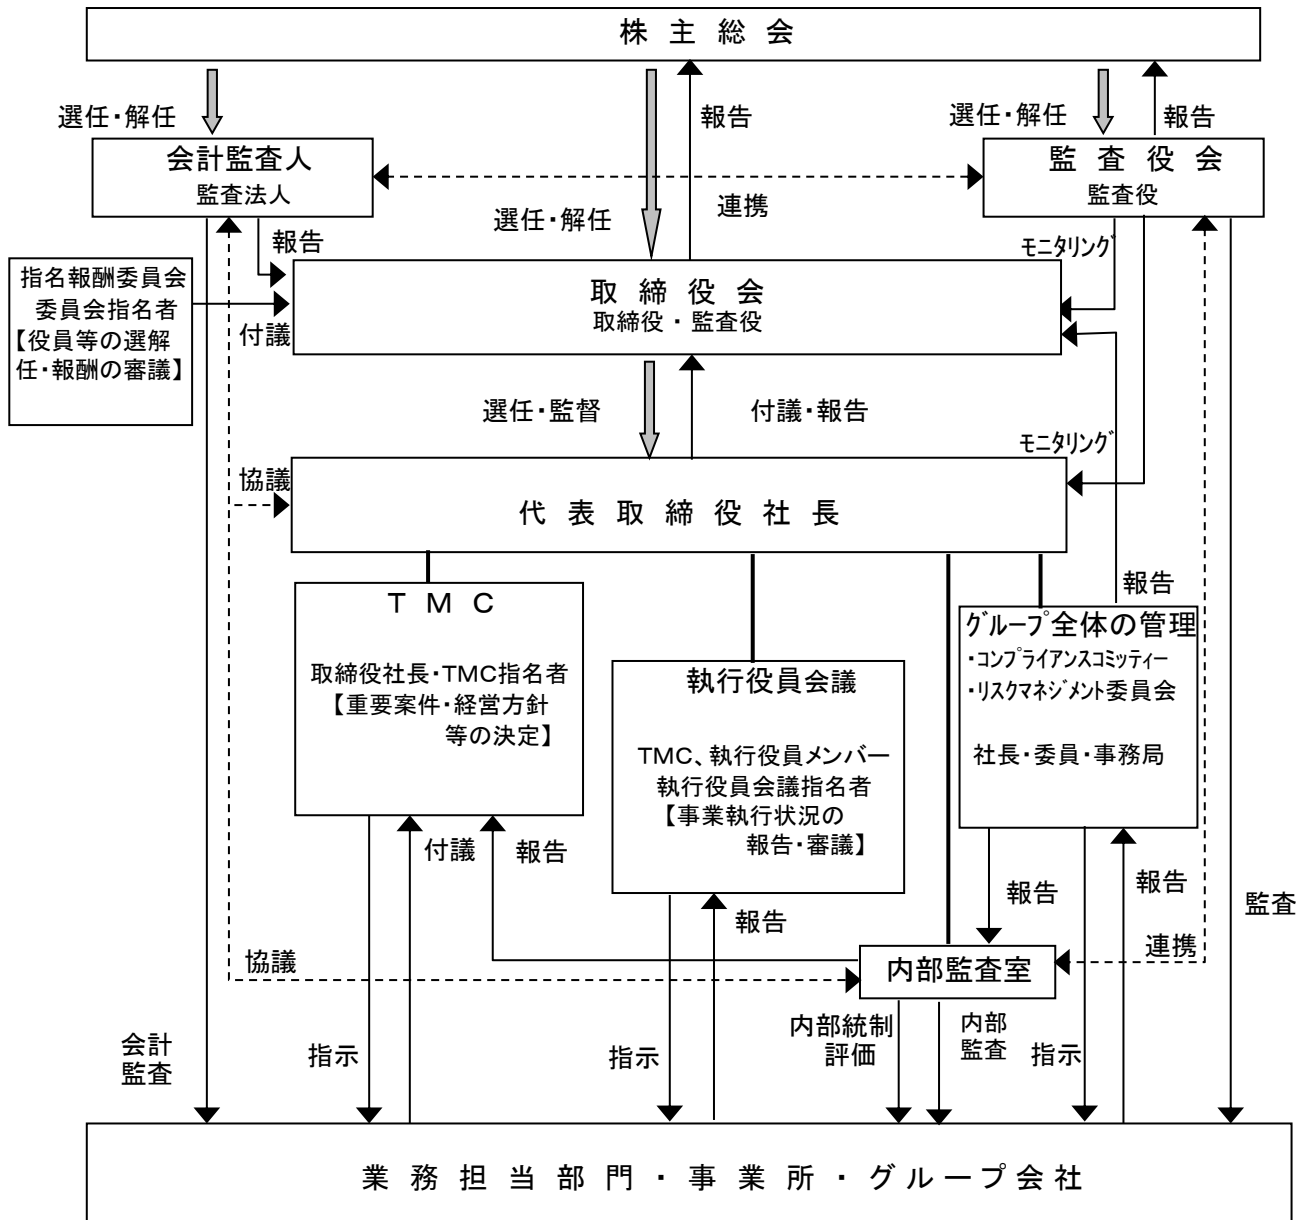 株主総会
選任・解任
報告
選任・解任
報告
会計監査人
監査法人
監査役会
監査役
連携
選任・解任
報告
モニタリング
指名報酬委員会
委員会指名者
【役員等の選解
任・報酬の審議】
付議
取締役会
取締役・監査役
選任・監督
付議・報告
モニタリング
協議
代表取締役社長
報告
TMC
取締役社長・TMC指名者
【重要案件・経営方針
等の決定】
執行役員会議
TMC、執行役員メンバー
執行役員会議指名者
【事業執行状況の
報告・審議】
グループ全体の管理
・コンプライアンスコミッティー
・リスクマネジメント委員会
社長・委員・事務局
付議
報告
報告
報告
報告
監査
協議
内部監査室
連携
会計
監査
指示
指示
内部統制
評価
内部
監査
指示
業務担当部門・事業所・グループ会社